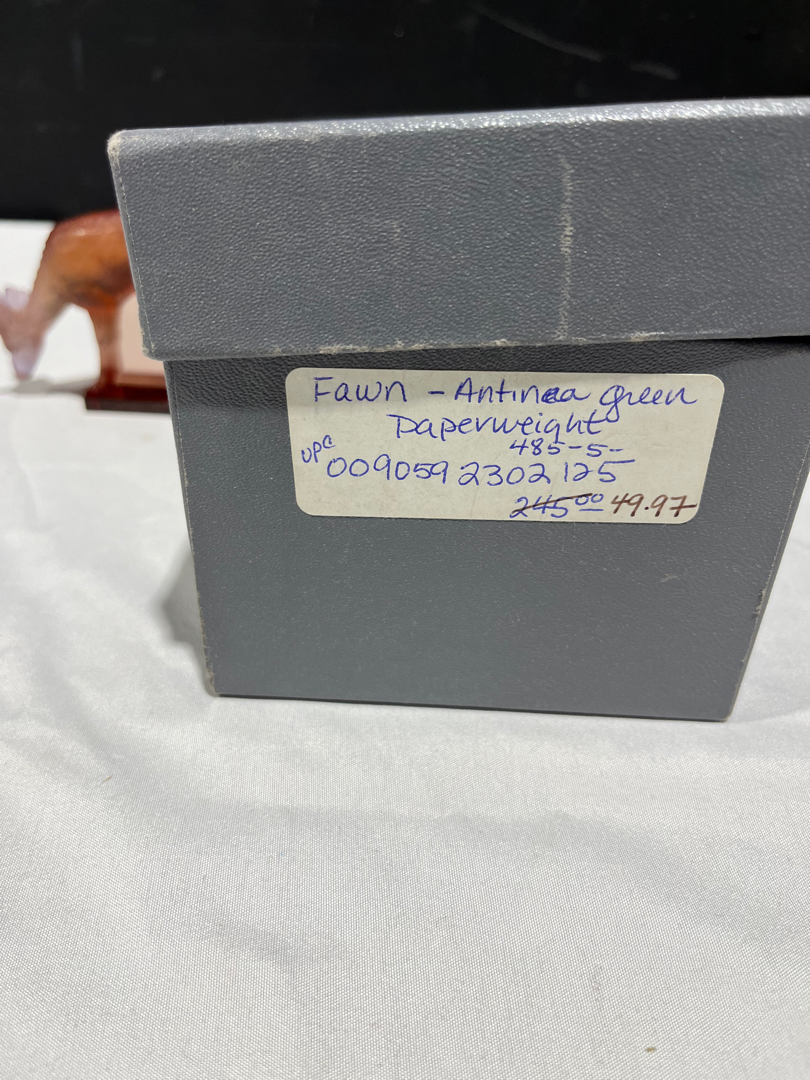 Fawn - Antinea green
paperweight
485-5-
UPC 0090592302125
245.00 49.97